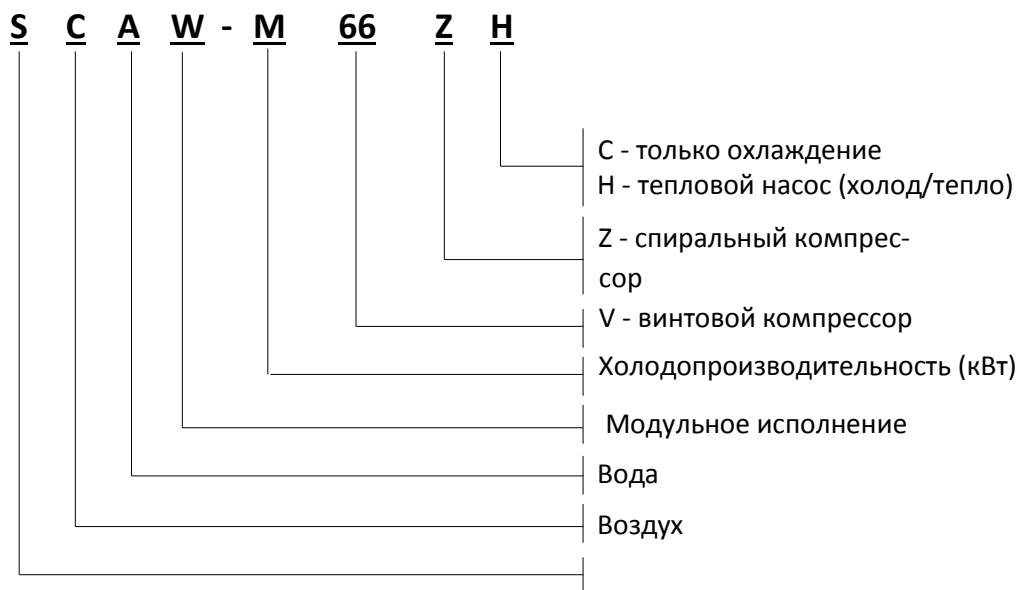 S C A W - M 66 Z H
C - только охлаждение
H - тепловой насос (холод/тепло)
Z - спиральный компрес-
сор
V - винтовой компрессор
Холодопроизводительность (кВт)
Модульное исполнение
Вода
Воздух